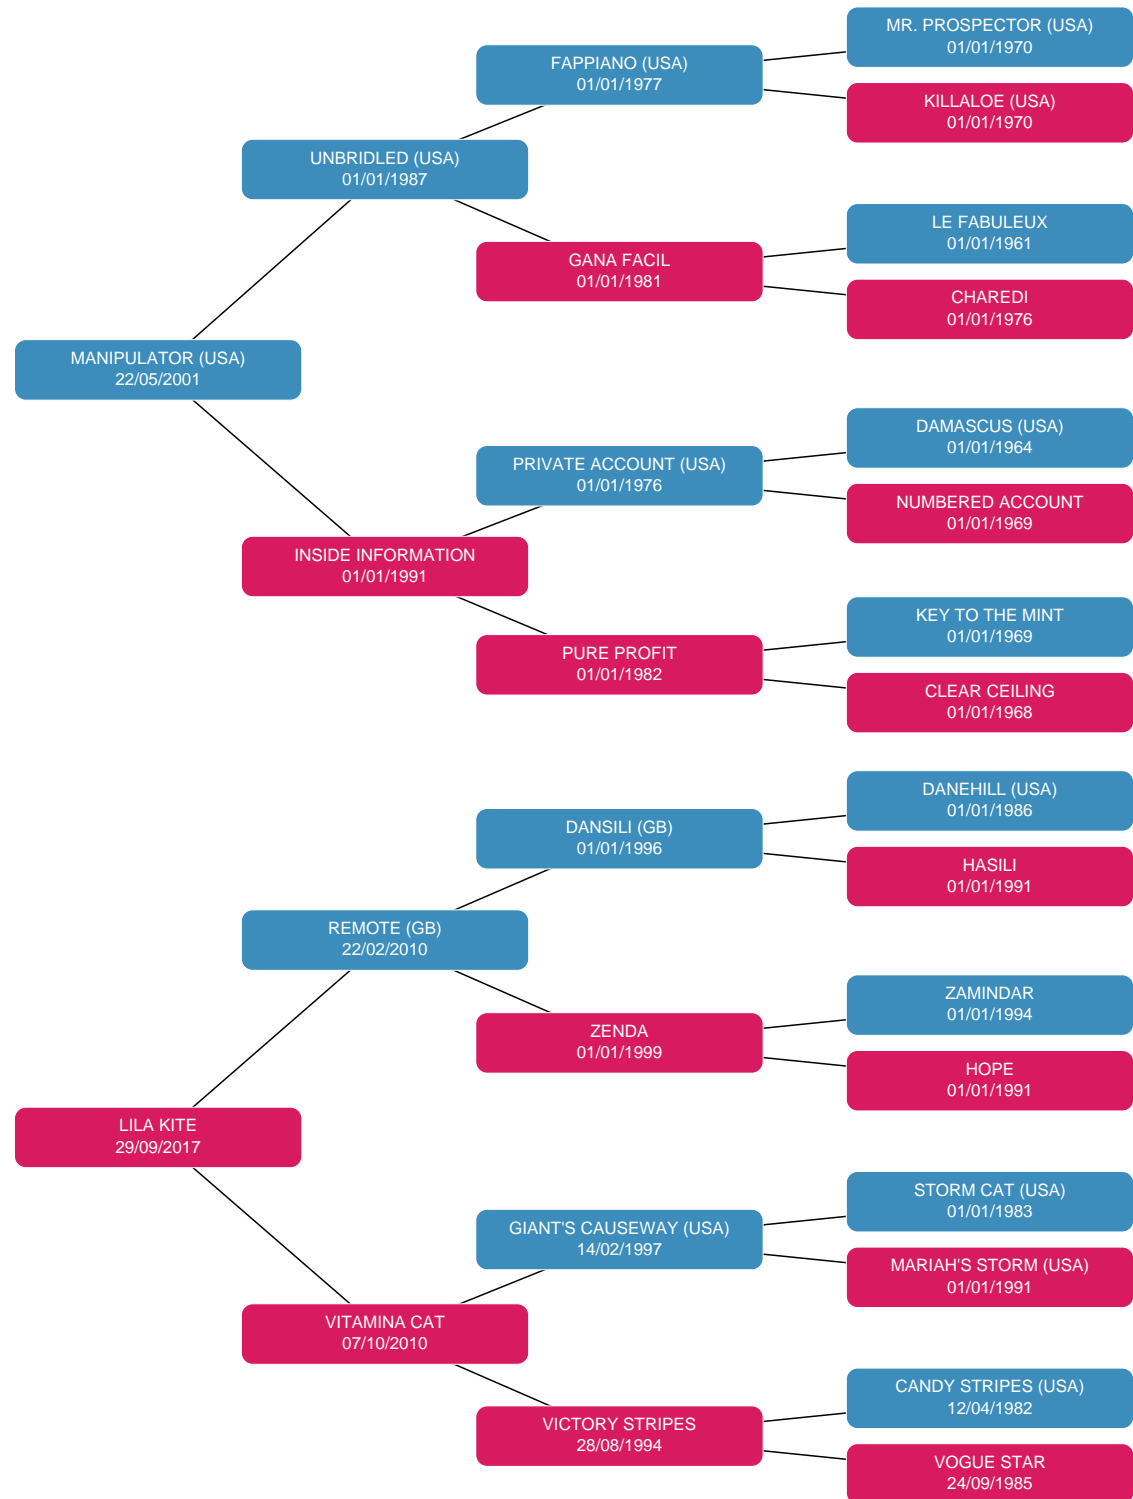 MR. PROSPECTOR (USA)
01/01/1970
FAPPIANO (USA)
01/01/1977
KILLALOE (USA)
01/01/1970
UNBRIDLED (USA)
01/01/1987
LE FABULEUX
01/01/1961
GANA FACIL
01/01/1981
CHAREDI
01/01/1976
MANIPULATOR (USA)
22/05/2001
DAMASCUS (USA)
01/01/1964
PRIVATE ACCOUNT (USA)
01/01/1976
NUMBERED ACCOUNT
01/01/1969
INSIDE INFORMATION
01/01/1991
KEY TO THE MINT
01/01/1969
PURE PROFIT
01/01/1982
CLEAR CEILING
01/01/1968
DANEHILL (USA)
01/01/1986
DANSILI (GB)
01/01/1996
HASILI
01/01/1991
REMOTE (GB)
22/02/2010
ZAMINDAR
01/01/1994
ZENDA
01/01/1999
HOPE
01/01/1991
LILA KITE
29/09/2017
STORM CAT (USA)
01/01/1983
GIANT'S CAUSEWAY (USA)
14/02/1997
MARIAH'S STORM (USA)
01/01/1991
VITAMINA CAT
07/10/2010
CANDY STRIPES (USA)
12/04/1982
VICTORY STRIPES
28/08/1994
VOGUE STAR
24/09/1985